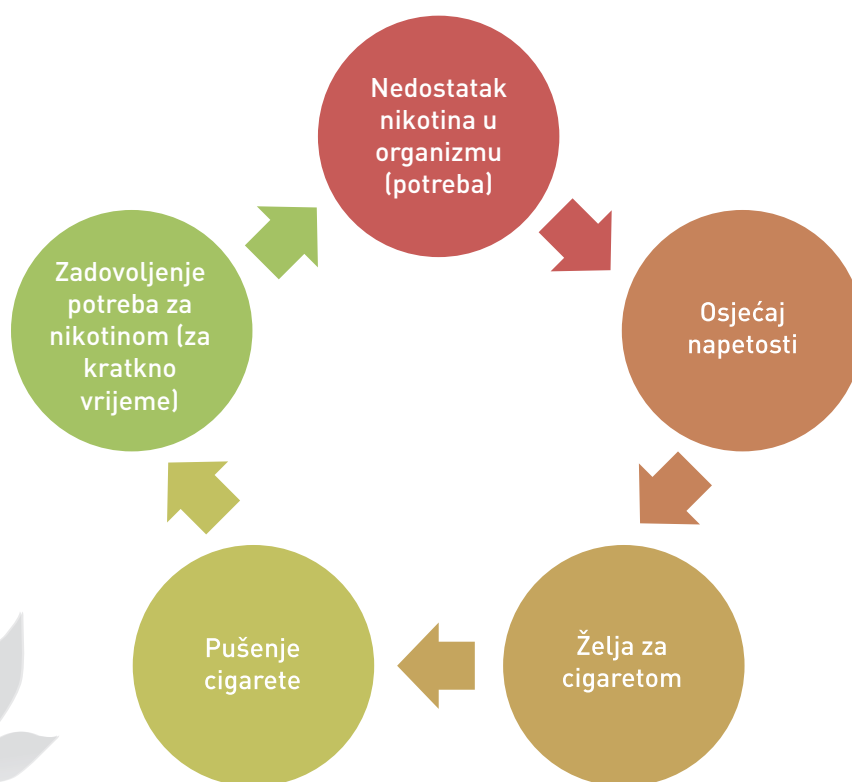 Nedostatak
nikotina u
organizmu
(potreba)
Osjećaj
napetosti
Želja za
cigaretom
Pušenje
cigarete
Zadovoljenje
potreba za
nikotinom (za
kratkno
vrijeme)